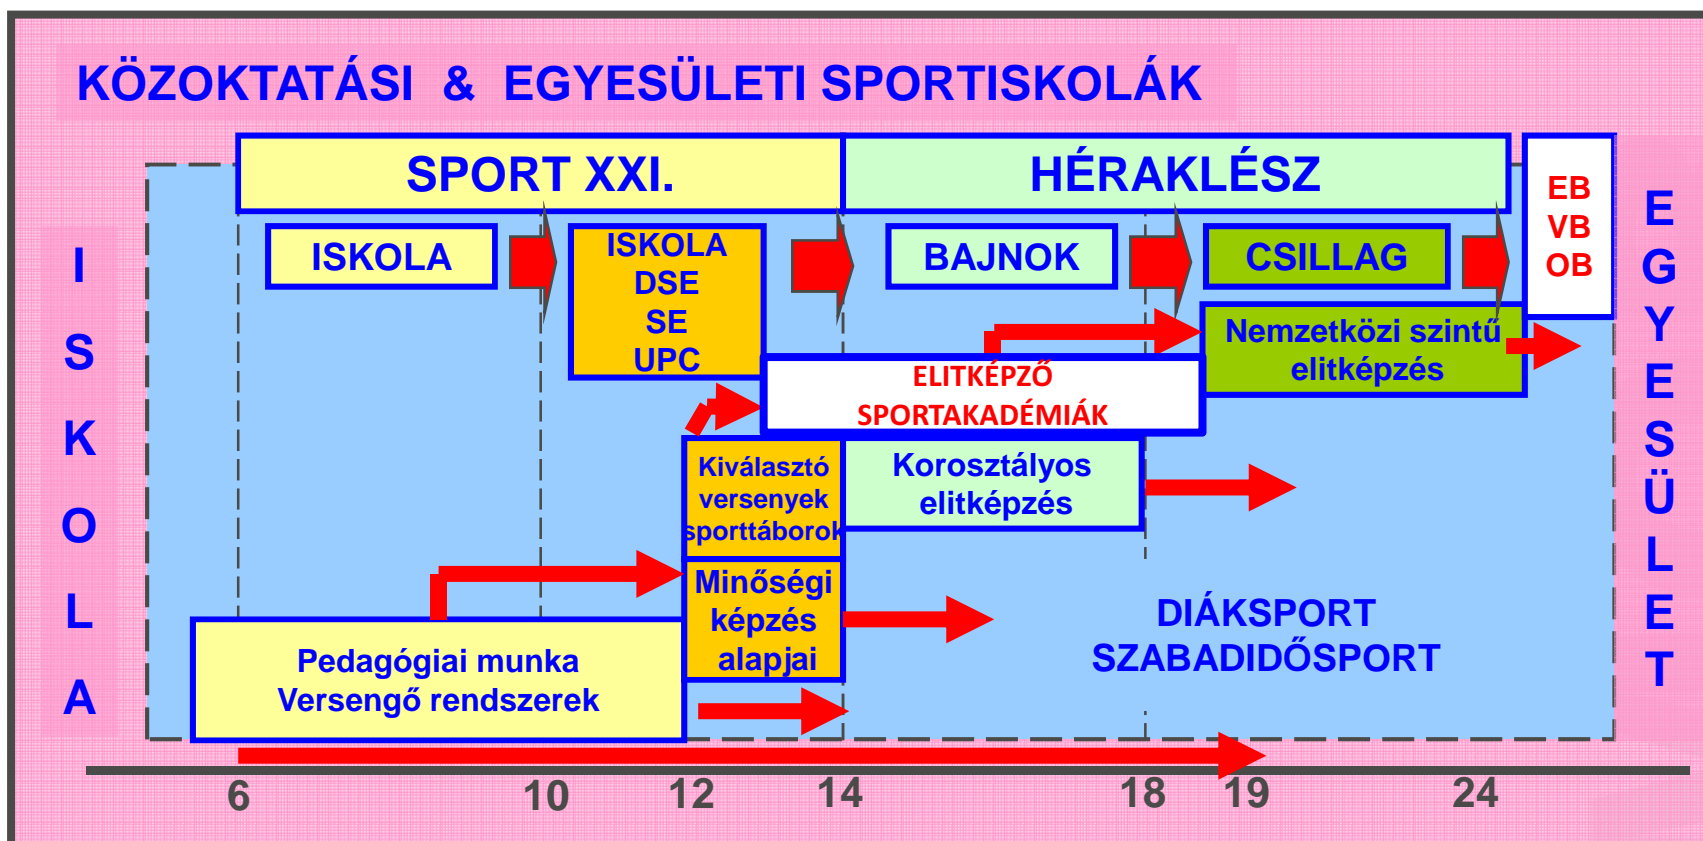 KÖZOKTATÁSI & EGYESÜLETI SPORTISKOLÁK
SPORT XXI.
HÉRAKLÉSZ
EB
VB
OB
ISKOLA
ISKOLA
DSE
SE
UPC
BAJNOK
CSILLAG
Nemzetközi szintű
elitképzés
ELITKÉPZŐ
SPORTAKADÉMIÁK
Kiválasztó
versenyek
sporttáborok
Korosztályos
elitképzés
Minőségi
képzés
alapjai
Pedagógiai munka
Versengő rendszerek
DIÁKSPORT
SZABADIDŐSPORT
ISKOLA
EGYESÜLET
6 10 12 14 18 19 24